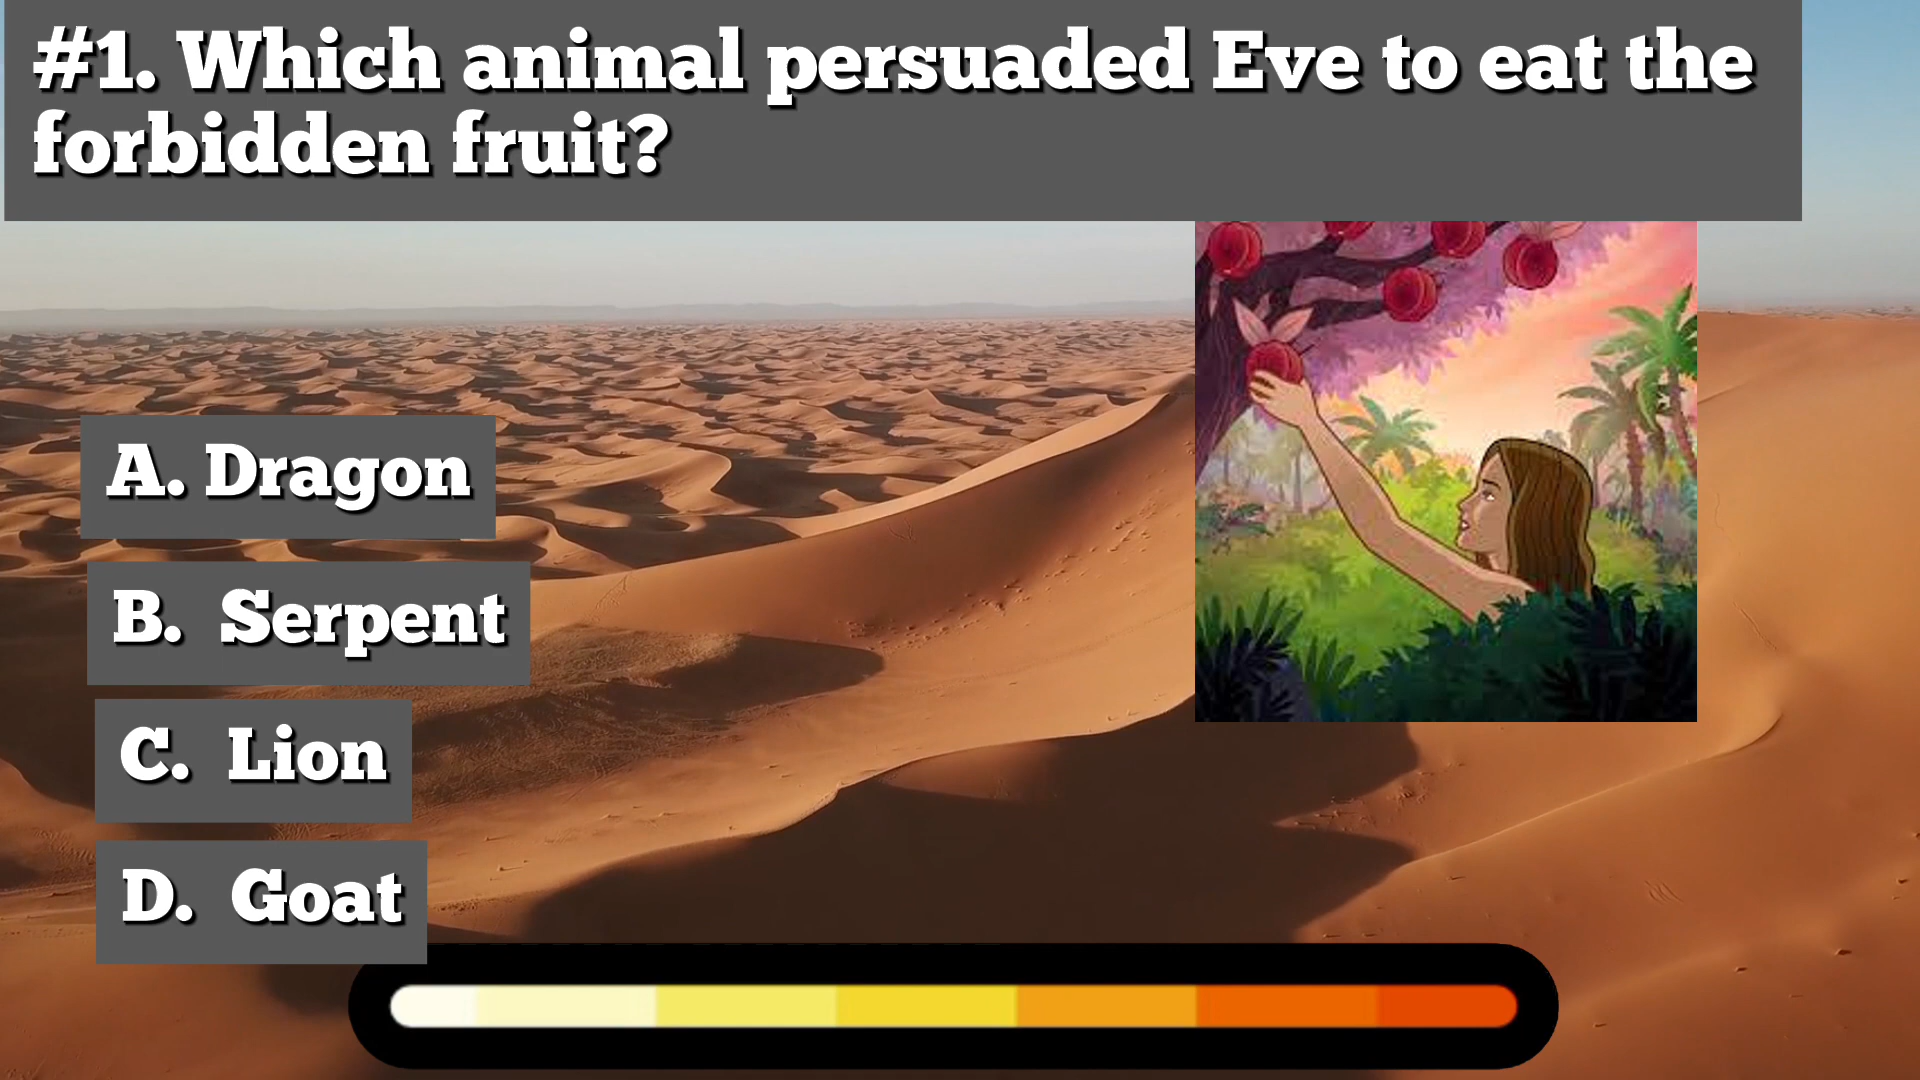 #1. Which animal persuaded Eve to eat the
forbidden fruit?
A. Dragon
B. Serpent
C. Lion
D. Goat